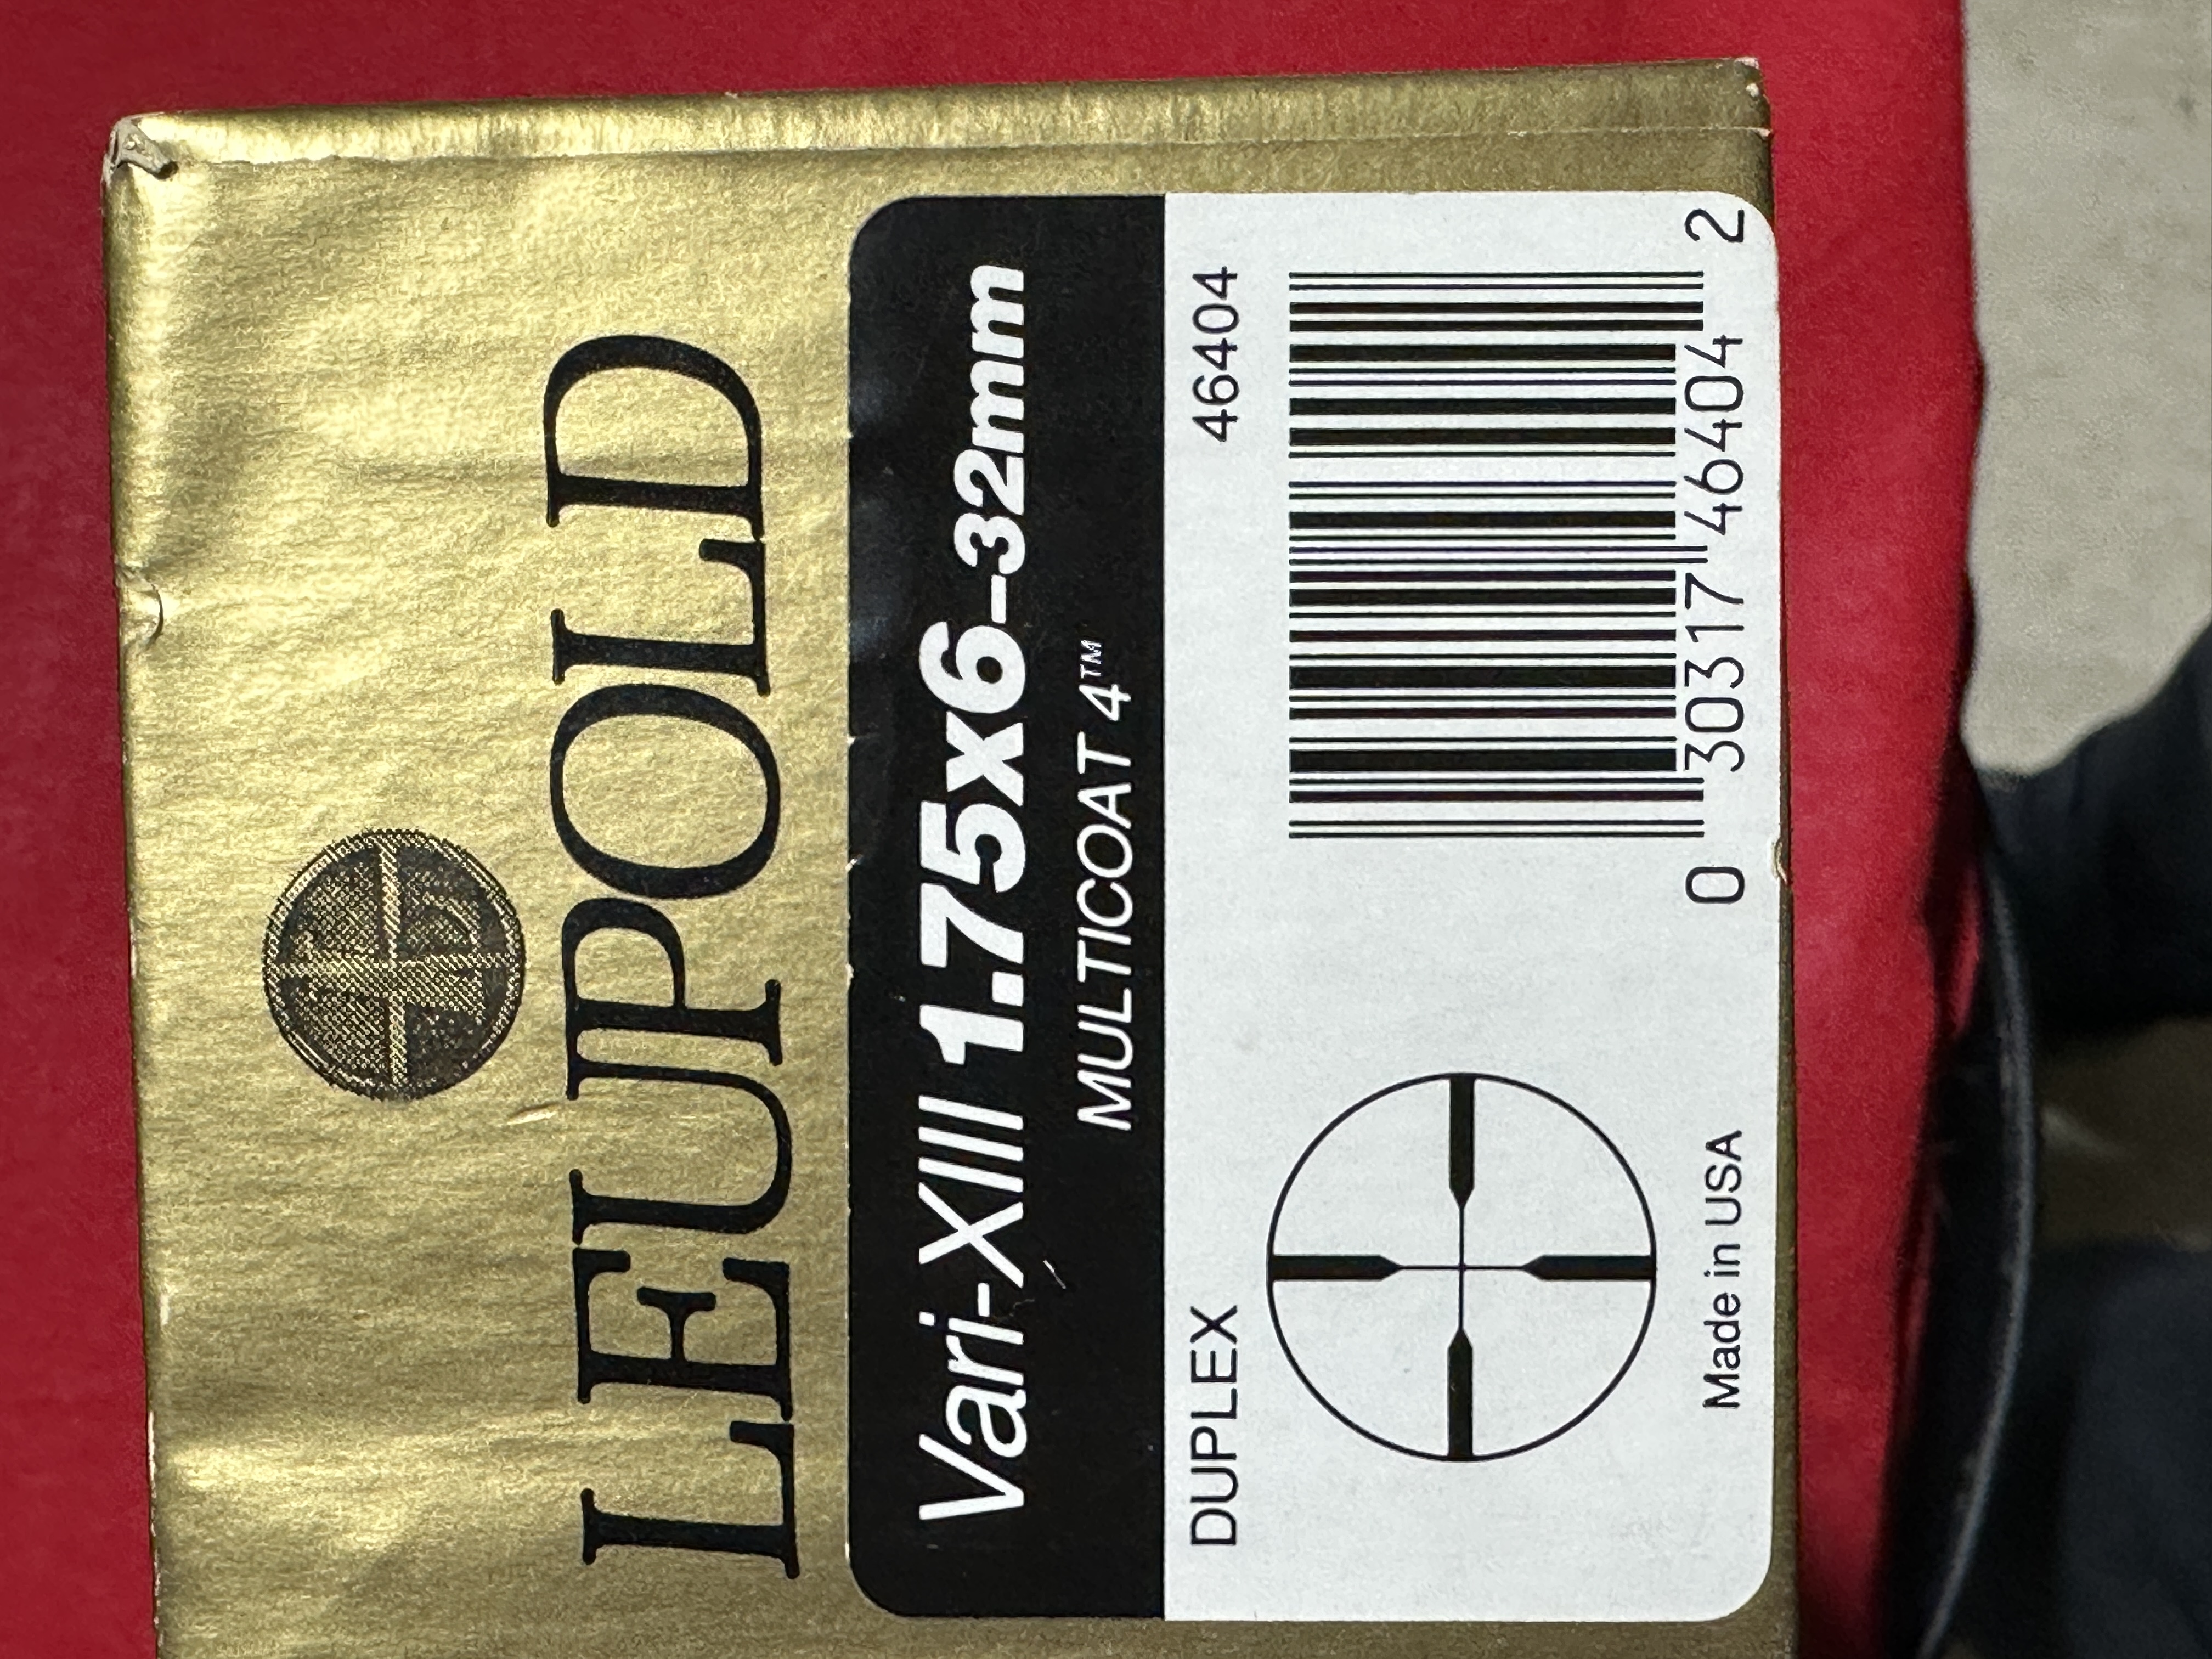 LEUPOLD
Vari-XIII 1.75x6-32mm
MULTICOAT 4™
DUPLEX 46404
0 30317 46404 2
Made in USA